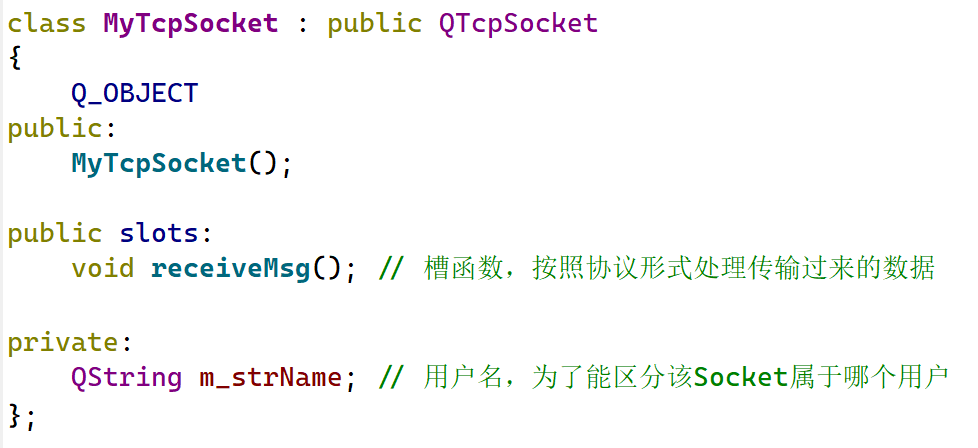 class MyTcpSocket : public QTcpSocket
{
    Q_OBJECT
public:
    MyTcpSocket();

public slots:
    void receiveMsg(); // 槽函数，按照协议形式处理传输过来的数据

private:
    QString m_strName; // 用户名，为了能区分该Socket属于哪个用户
};